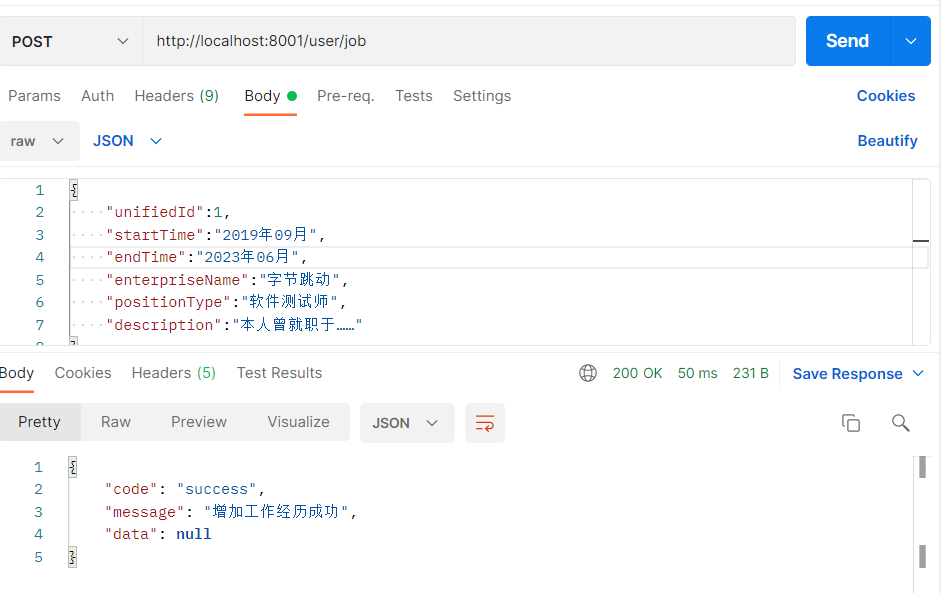 POST http://localhost:8001/user/job Send
Params Auth Headers (9) Body Pre-req. Tests Settings Cookies
raw JSON Beautify
1 {
2 "unifiedId":1,
3 "startTime":"2019年09月",
4 "endTime":"2023年06月",
5 "enterpriseName":"字节跳动",
6 "positionType":"软件测试师",
7 "description":"本人曾就职于……"
8 }
Body Cookies Headers (5) Test Results 200 OK 50 ms 231 B Save Response
Pretty Raw Preview Visualize JSON
1 {
2 "code": "success",
3 "message": "增加工作经历成功",
4 "data": null
5 }